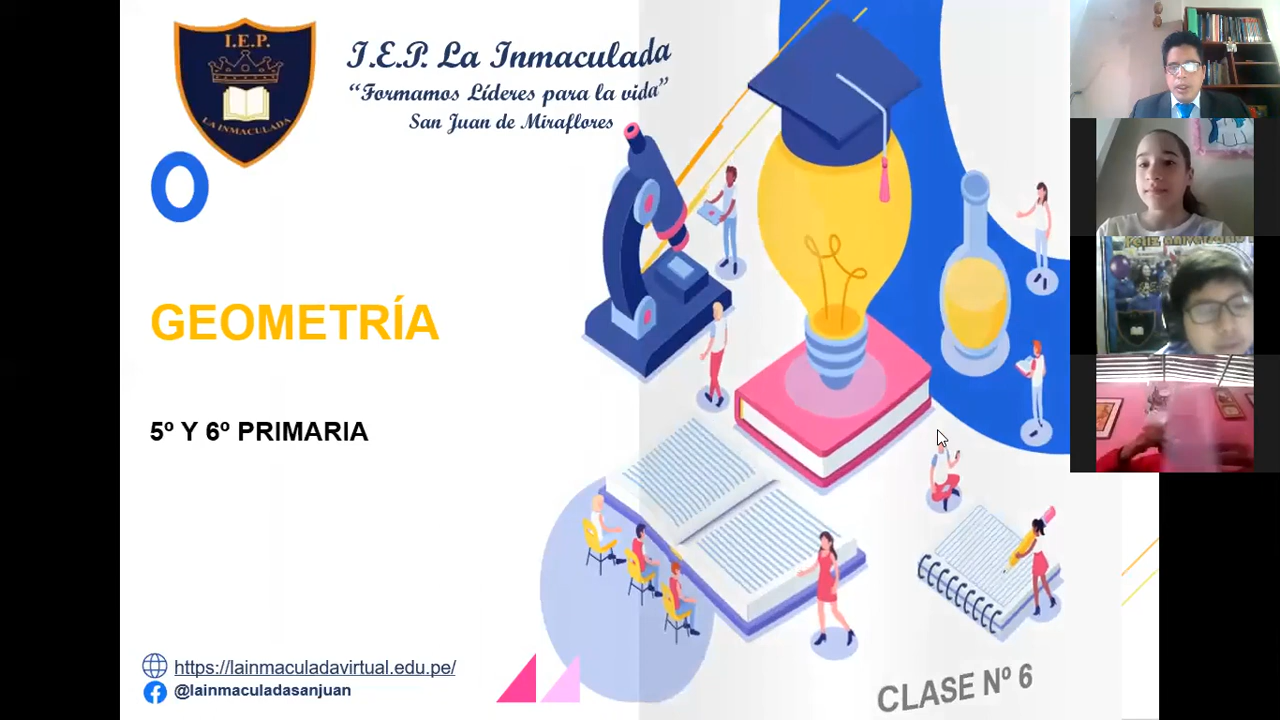 I.E.P.
LA INMACULADA
I.E.P. La Inmaculada
“Formamos Líderes para la vida”
San Juan de Miraflores
GEOMETRÍA
5º Y 6º PRIMARIA
https://lainmaculadavirtual.edu.pe/
@lainmaculadasanjuan
CLASE Nº 6